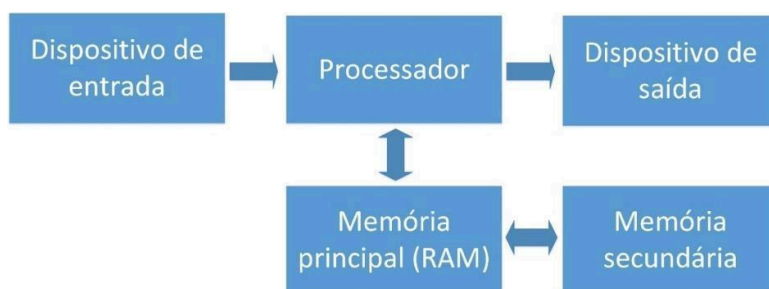 Dispositivo de
entrada
Processador
Dispositivo de
saída
Memória
principal (RAM)
Memória
secundária